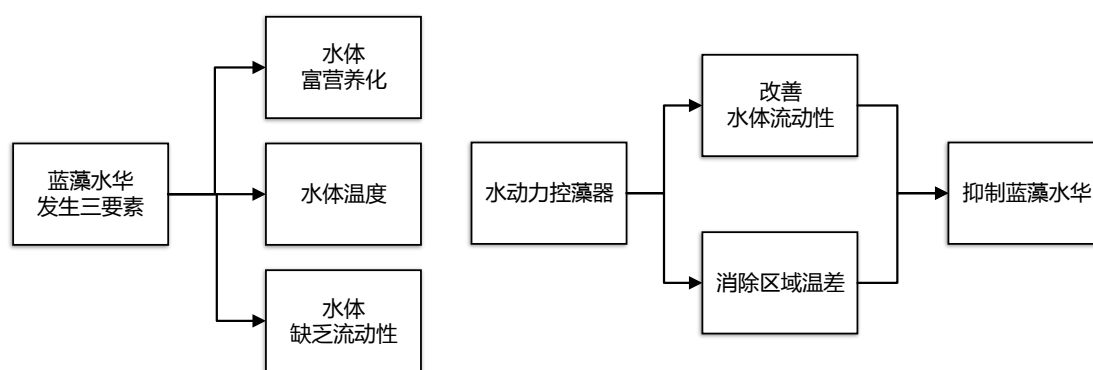 蓝藻水华
发生三要素
水体
富营养化
水体温度
水体
缺乏流动性
水动力控藻器
改善
水体流动性
消除区域温差
抑制蓝藻水华